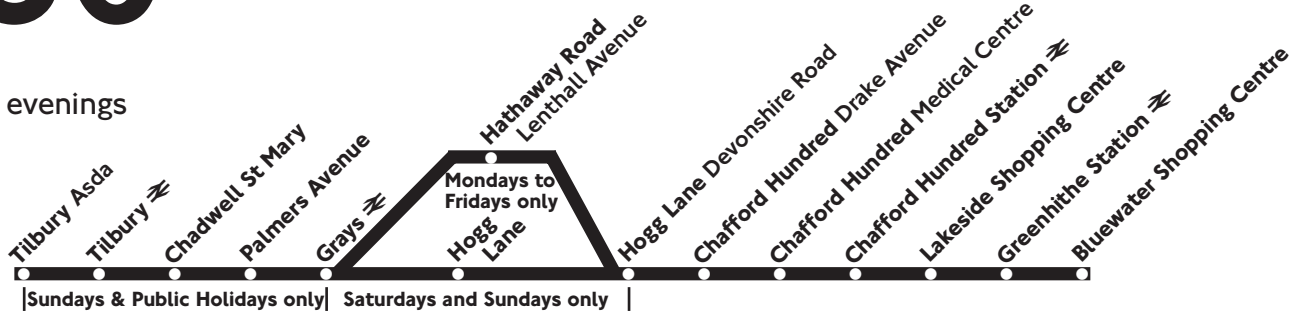 evenings
Tilbury Asda
Tilbury
Chadwell St Mary
Palmers Avenue
Grays
Hathaway Road
Lenthall Avenue
Mondays to
Fridays only
Hogg
Lane
Hogg Lane Devonshire Road
Chafford Hundred Drake Avenue
Chafford Hundred Medical Centre
Chafford Hundred Station
Lakeside Shopping Centre
Greenhithe Station
Bluewater Shopping Centre
Sundays & Public Holidays only
Saturdays and Sundays only